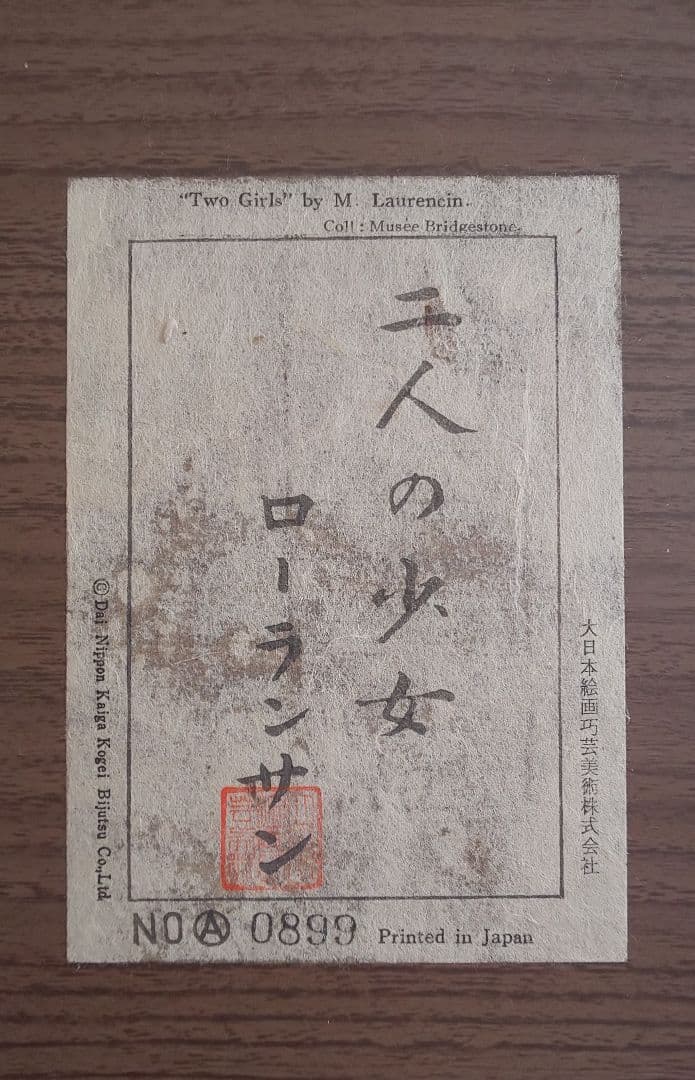 "Two Girls" by M. Laurencin.
Coll : Musée Bridgestone.
二人の少女
ローランサン
大日本絵画巧芸美術株式会社
© Dai Nippon Kaiga Kogei Bijutsu Co.,Ltd
NO Ⓐ 0899
Printed in Japan